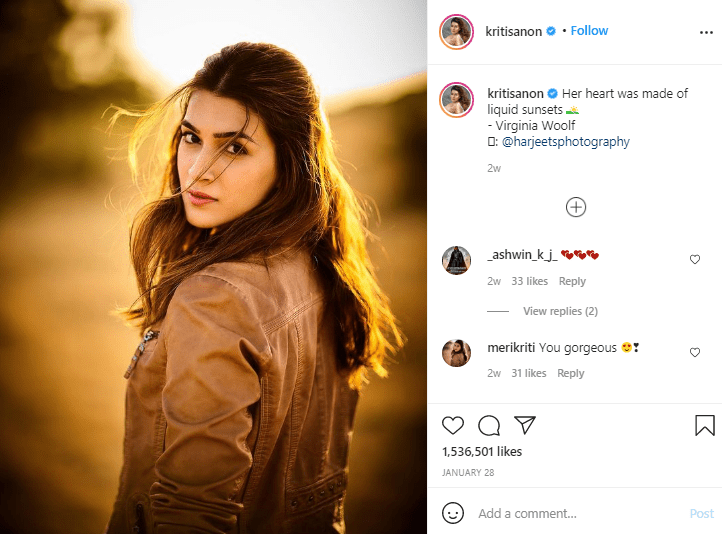 kritisanon • Follow
kritisanon Her heart was made of
liquid sunsets
- Virginia Woolf
: @harjeetsphotography
2w
_ashwin_k_j_
2w 33 likes Reply
View replies (2)
merikriti You gorgeous
2w 31 likes Reply
1,536,501 likes
JANUARY 28
Add a comment...
Post